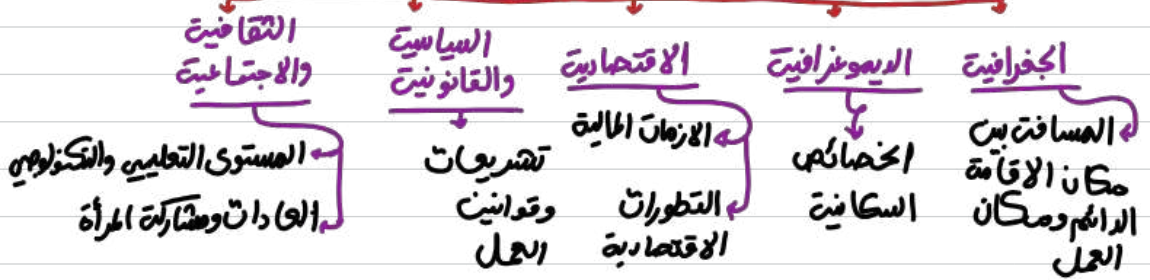 الجغرافية
المسافة بين
مكان الاقامة
الدائم ومكان
العمل
الديموغرافية
الخصائص
السكانية
الاقتصادية
الازمات المالية
التطورات
الاقتصادية
السياسية
والقانونية
تشريعات
وقوانين
العمل
الثقافية
والاجتماعية
المستوى التعليمي والتكنولوجي
العادات ومشاركة المرأة